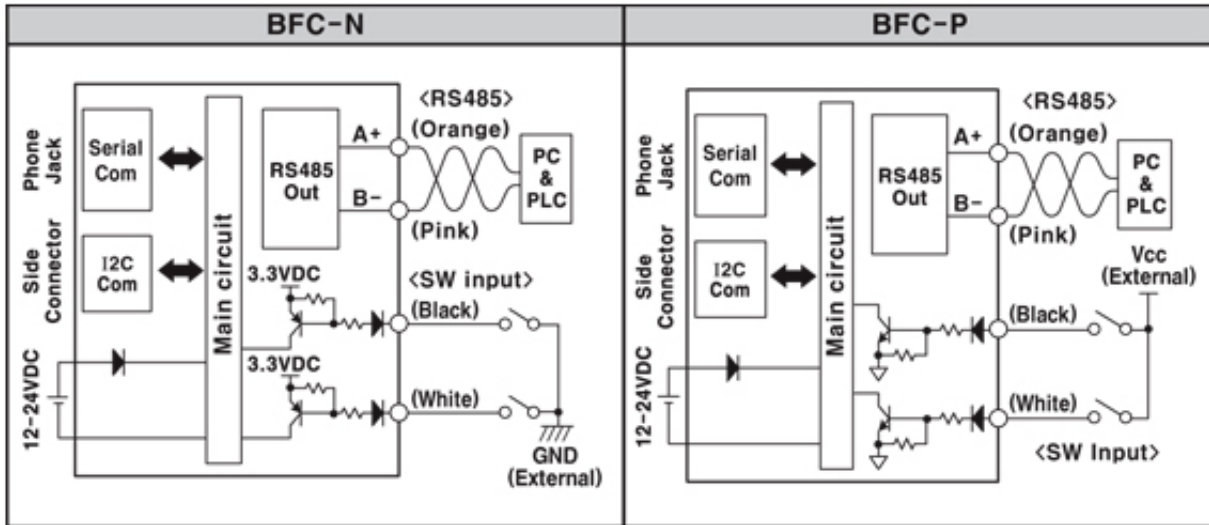 BFC-N
Phone
Jack
Serial
Com
Side
Connector
I2C
Com
12-24VDC
Main circuit
RS485
Out
A+
B-
<RS485>
(Orange)
(Pink)
PC
&
PLC
3.3VDC
<SW input>
(Black)
3.3VDC
(White)
GND
(External)
BFC-P
Phone
Jack
Serial
Com
Side
Connector
I2C
Com
12-24VDC
Main circuit
RS485
Out
A+
B-
<RS485>
(Orange)
(Pink)
PC
&
PLC
Vcc
(External)
(Black)
(White)
<SW Input>